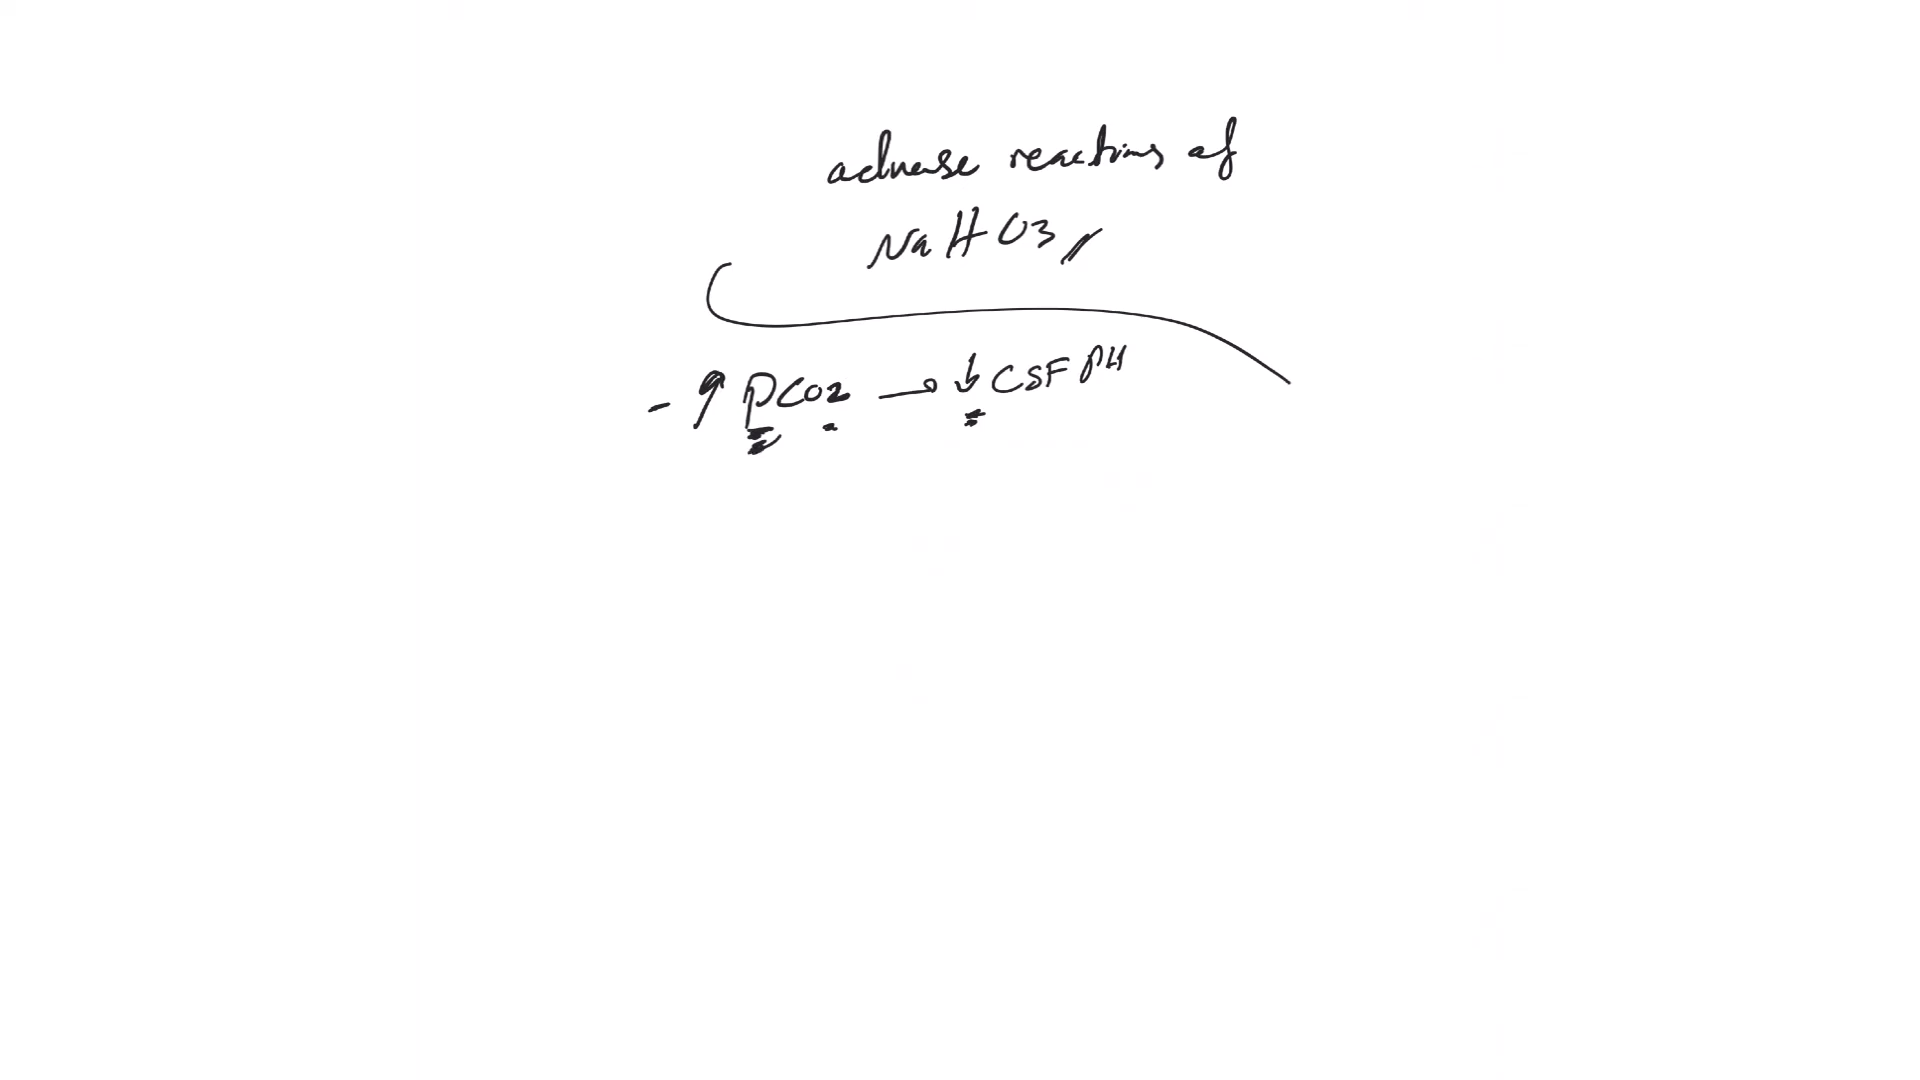 adverse reactions of
NaHCO3
- ↑ pCO2 → ↓ CSF PH